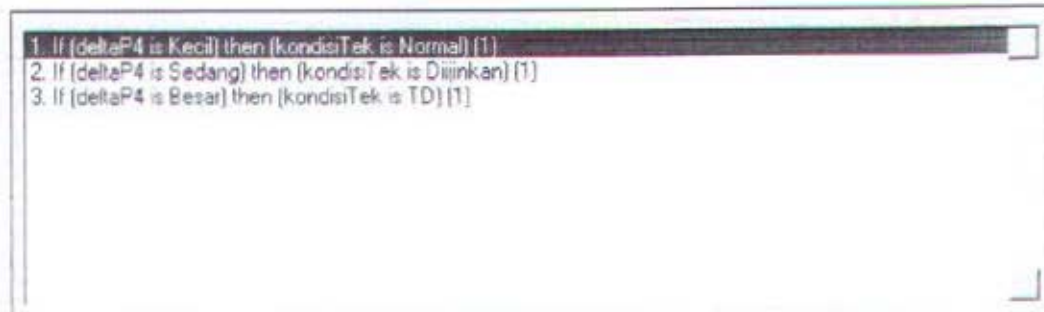 1. If (deltaP4 is Kecil) then (kondisiTek is Normal) (1)
2. If (deltaP4 is Sedang) then (kondisiTek is Diijinkan) (1)
3. If (deltaP4 is Besar) then (kondisiTek is TD) (1)